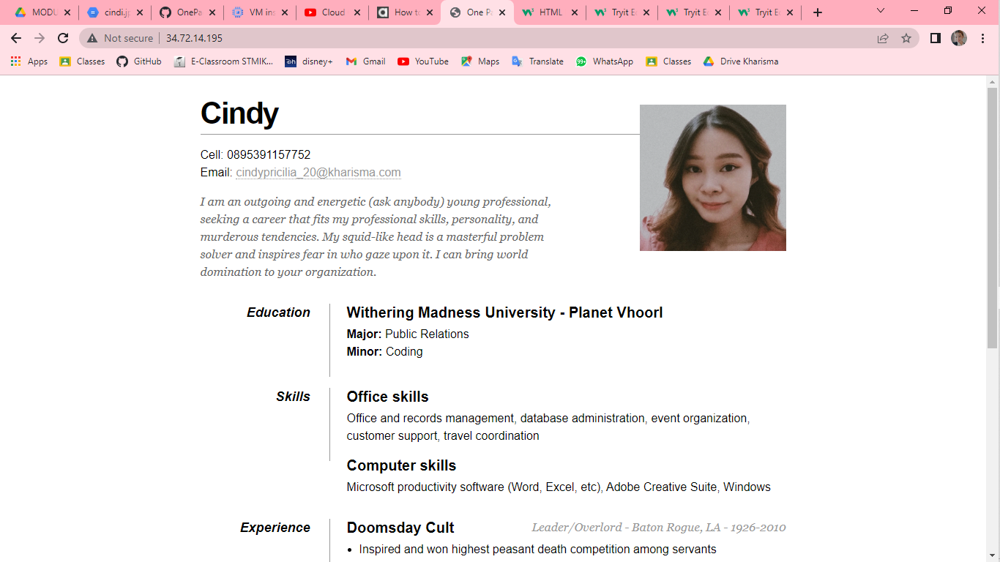 MODU
cindi.jp
OnePa
VM ins
Cloud
How to
One Pa
HTML
Tryit E
Tryit E
Tryit E
Not secure
34.72.14.195
Apps
Classes
GitHub
E-Classroom STMIK...
disney+
Gmail
YouTube
Maps
Translate
99+
WhatsApp
Classes
Drive Kharisma
Cindy
Cell: 0895391157752
Email: cindypricilia_20@kharisma.com
I am an outgoing and energetic (ask anybody) young professional,
seeking a career that fits my professional skills, personality, and
murderous tendencies. My squid-like head is a masterful problem
solver and inspires fear in who gaze upon it. I can bring world
domination to your organization.
Education
Withering Madness University - Planet Vhoorl
Major: Public Relations
Minor: Coding
Skills
Office skills
Office and records management, database administration, event organization,
customer support, travel coordination
Computer skills
Microsoft productivity software (Word, Excel, etc), Adobe Creative Suite, Windows
Experience
Doomsday Cult
Leader/Overlord - Baton Rogue, LA - 1926-2010
• Inspired and won highest peasant death competition among servants